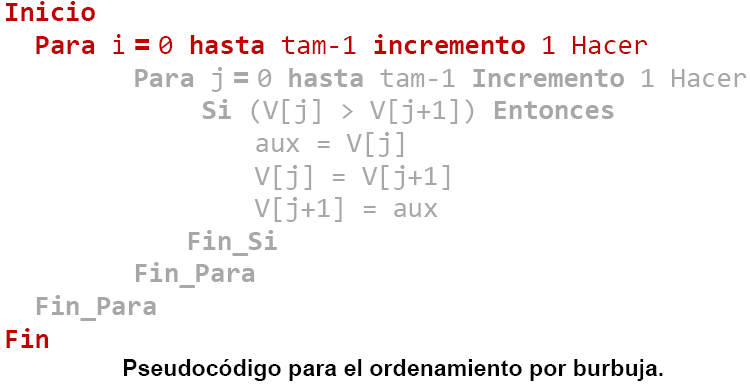 Inicio
Para i = 0 hasta tam-1 incremento 1 Hacer
Para j = 0 hasta tam-1 Incremento 1 Hacer
Si (V[j] > V[j+1]) Entonces
aux = V[j]
V[j] = V[j+1]
V[j+1] = aux
Fin_Si
Fin_Para
Fin_Para
Fin
Pseudocódigo para el ordenamiento por burbuja.